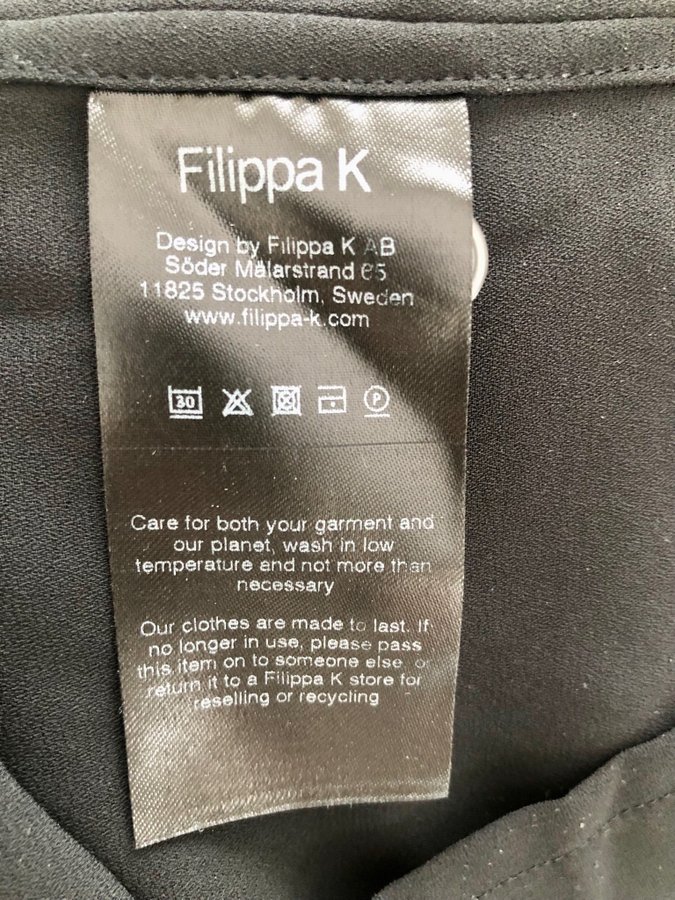 Filippa K
Design by Filippa K AB
Söder Mälarstrand 65
11825 Stockholm, Sweden
www.filippa-k.com
30
P
Care for both your garment and
our planet, wash in low
temperature and not more than
necessary
Our clothes are made to last. If
no longer in use, please pass
this item on to someone else or
return it to a Filippa K store for
reselling or recycling